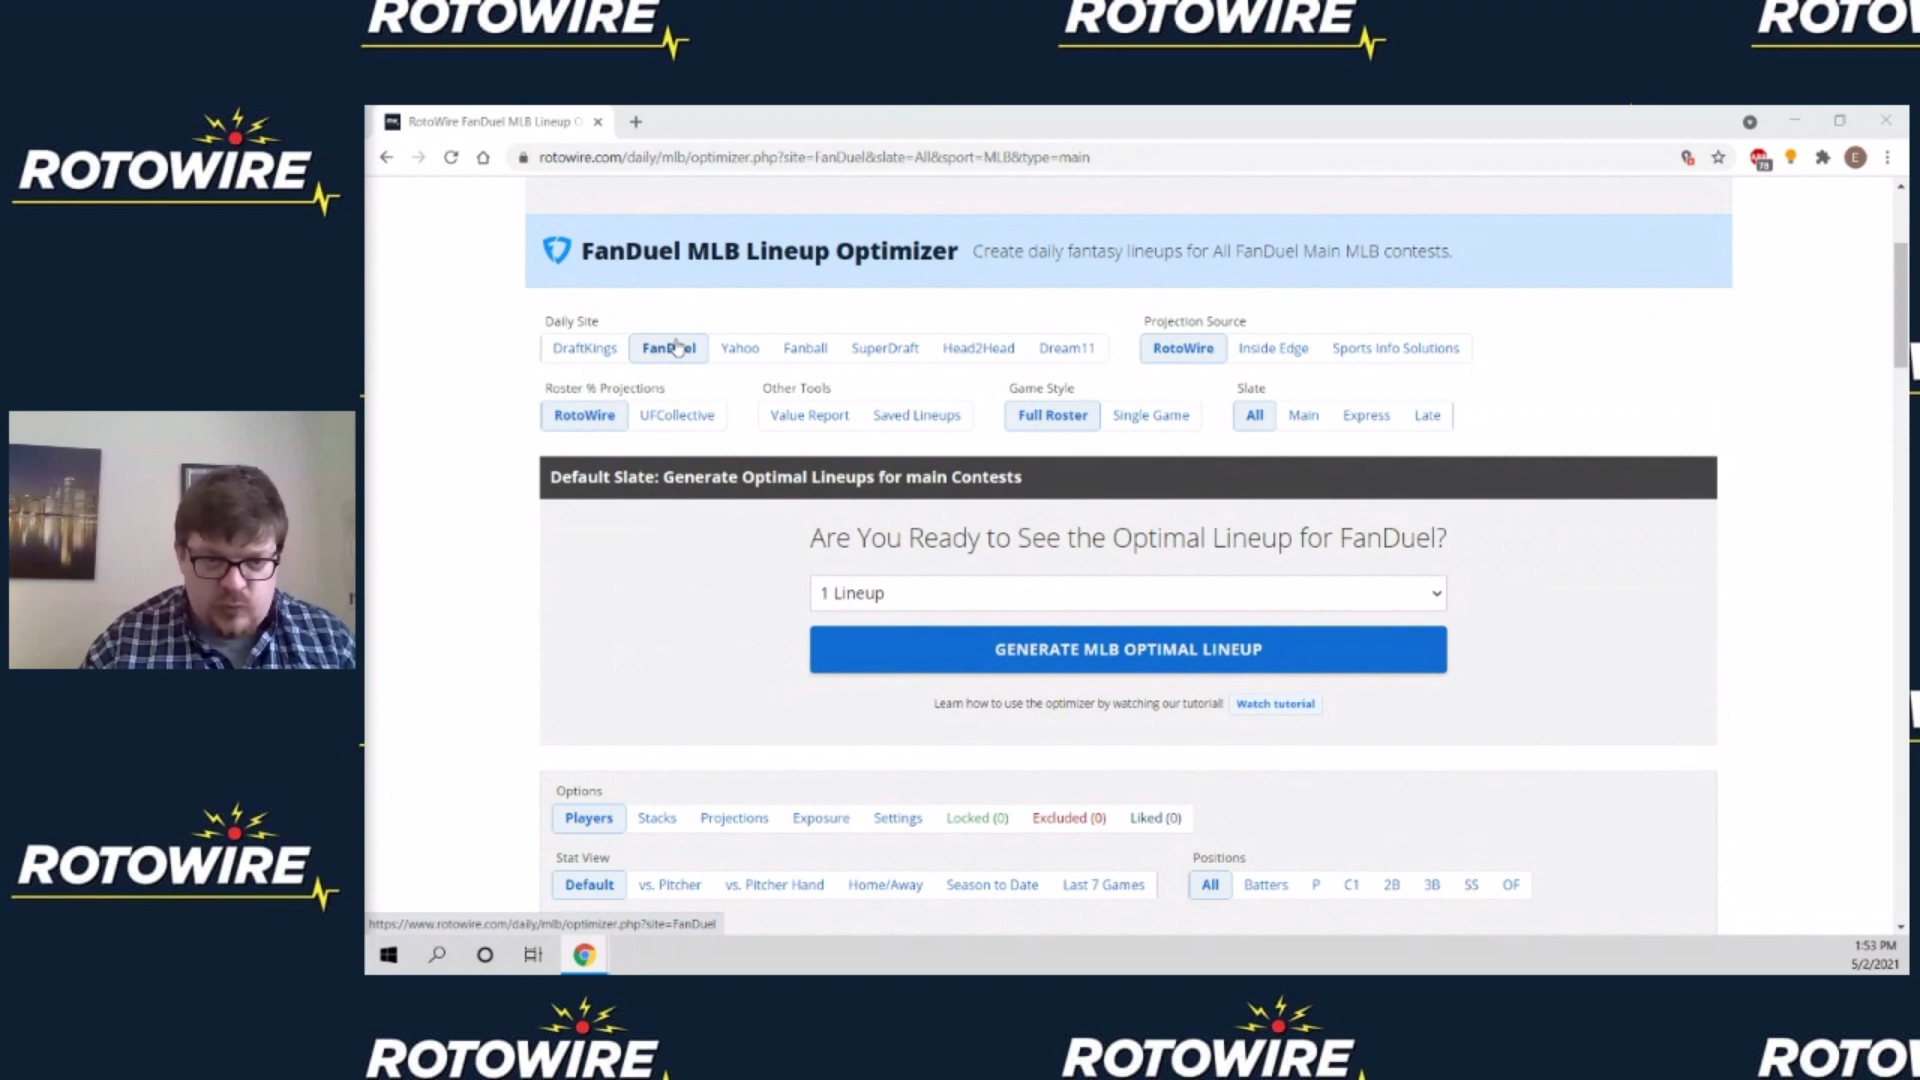 ROTOWIRE
ROTOWIRE
ROTO
ROTOWIRE
RotoWire FanDuel MLB Lineup O
rotowire.com/daily/mlb/optimizer.php?site=FanDuel&slate=All&sport=MLB&type=main
78
E
FanDuel MLB Lineup Optimizer Create daily fantasy lineups for All FanDuel Main MLB contests.
Daily Site
Projection Source
DraftKings FanDuel Yahoo Fanball SuperDraft Head2Head Dream11
RotoWire Inside Edge Sports Info Solutions
Roster % Projections
Other Tools
Game Style
Slate
RotoWire UFCollective
Value Report Saved Lineups
Full Roster Single Game
All Main Express Late
Default Slate: Generate Optimal Lineups for main Contests
Are You Ready to See the Optimal Lineup for FanDuel?
1 Lineup
GENERATE MLB OPTIMAL LINEUP
Learn how to use the optimizer by watching our tutorial! Watch tutorial
Options
Players Stacks Projections Exposure Settings Locked (0) Excluded (0) Liked (0)
Stat View
Positions
Default vs. Pitcher vs. Pitcher Hand Home/Away Season to Date Last 7 Games
All Batters P C1 2B 3B SS OF
https://www.rotowire.com/daily/mlb/optimizer.php?site=FanDuel
1:53 PM
5/2/2021
ROTOWIRE
ROTOWIRE
ROTOWIRE
ROTO